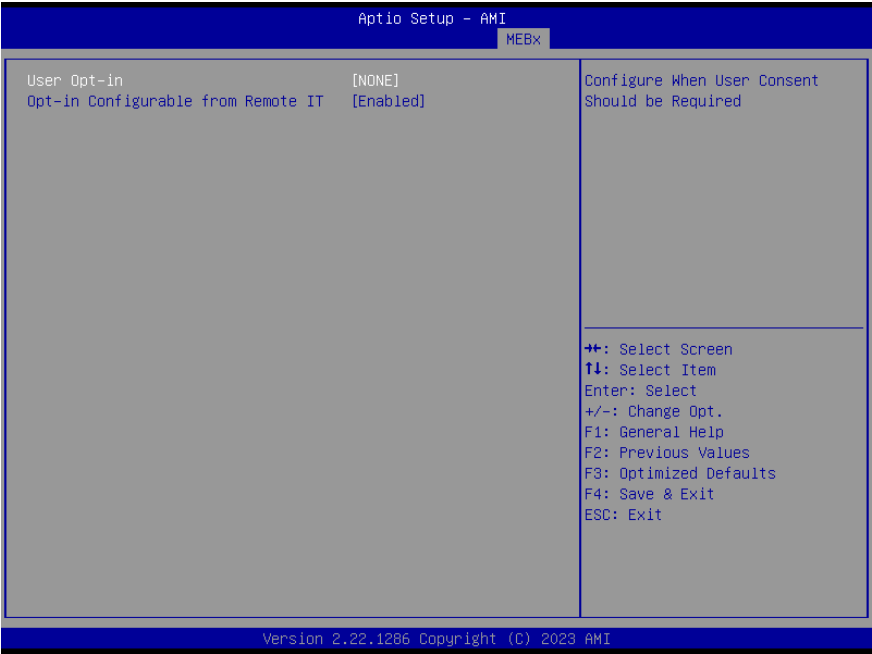 Aptio Setup – AMI
MEBx
User Opt-in [NONE]
Opt-in Configurable from Remote IT [Enabled]
Configure When User Consent
Should be Required
→←: Select Screen
↑↓: Select Item
Enter: Select
+/-: Change Opt.
F1: General Help
F2: Previous Values
F3: Optimized Defaults
F4: Save & Exit
ESC: Exit
Version 2.22.1286 Copyright (C) 2023 AMI